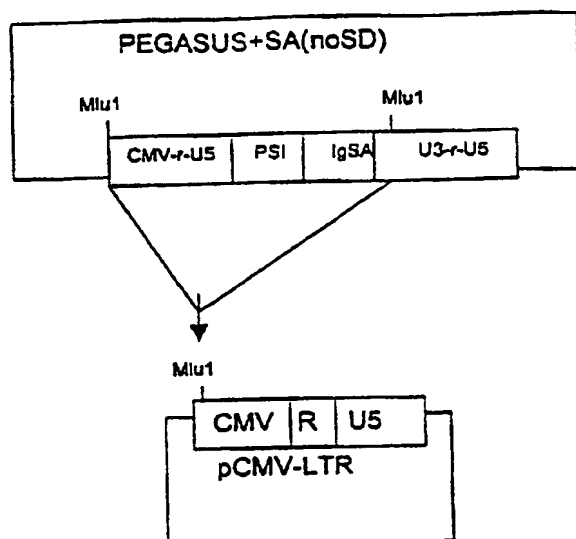 PEGASUS+SA(noSD)
Mlu1 Mlu1
CMV-r-U5 PSI IgSA U3-r-U5
Mlu1
CMV R U5
pCMV-LTR